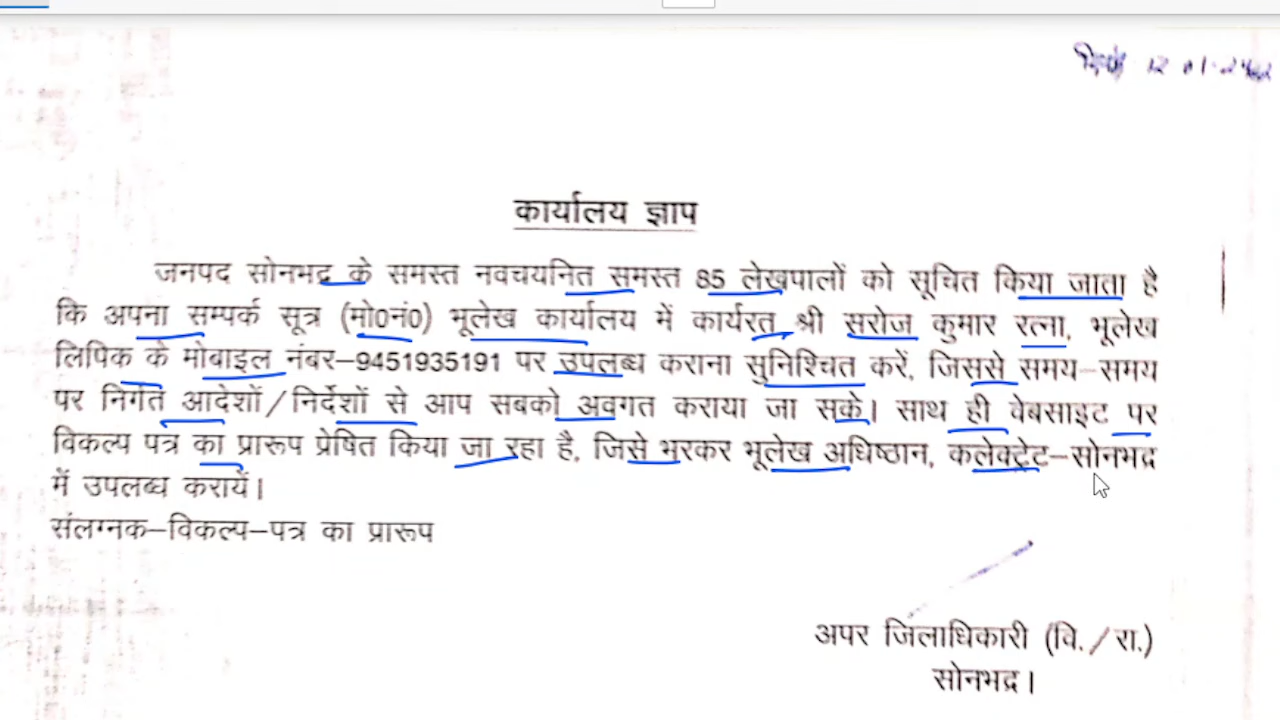 12
कार्यालय ज्ञाप
जनपद सोनभद्र के समस्त नवचयनित समस्त 85 लेखपालों को सूचित किया जाता है
कि अपना सम्पर्क सूत्र (मो0नं0) भूलेख कार्यालय में कार्यरत श्री सरोज कुमार रत्ना, भूलेख
लिपिक के मोबाइल नंबर–9451935191 पर उपलब्ध कराना सुनिश्चित करें, जिससे समय–समय
पर निर्गत आदेशों/निर्देशों से आप सबको अवगत कराया जा सके। साथ ही वेबसाइट पर
विकल्प पत्र का प्रारूप प्रेषित किया जा रहा है, जिसे भरकर भूलेख अधिष्ठान, कलेक्ट्रेट–सोनभद्र
में उपलब्ध करायें।
संलग्नक–विकल्प–पत्र का प्रारूप
अपर जिलाधिकारी (वि./रा.)
सोनभद्र।